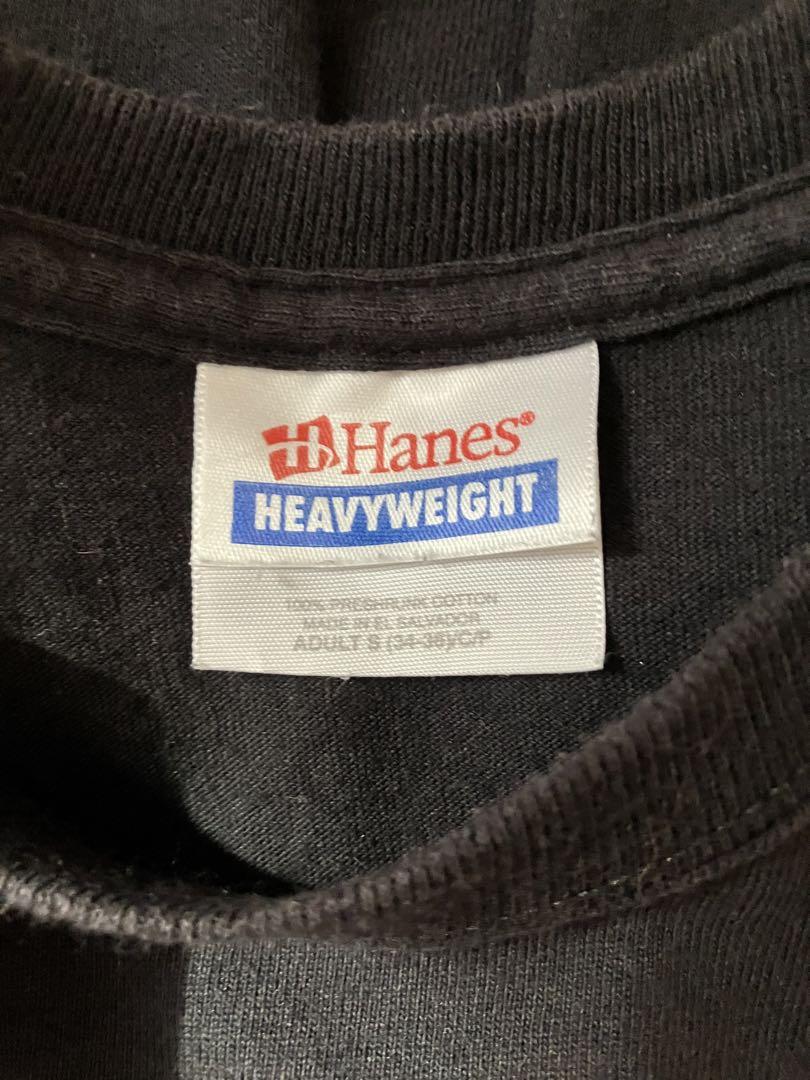 Hanes®
HEAVYWEIGHT
100% PRESHRUNK COTTON
MADE IN EL SALVADOR
ADULT S (34-36)/C/P